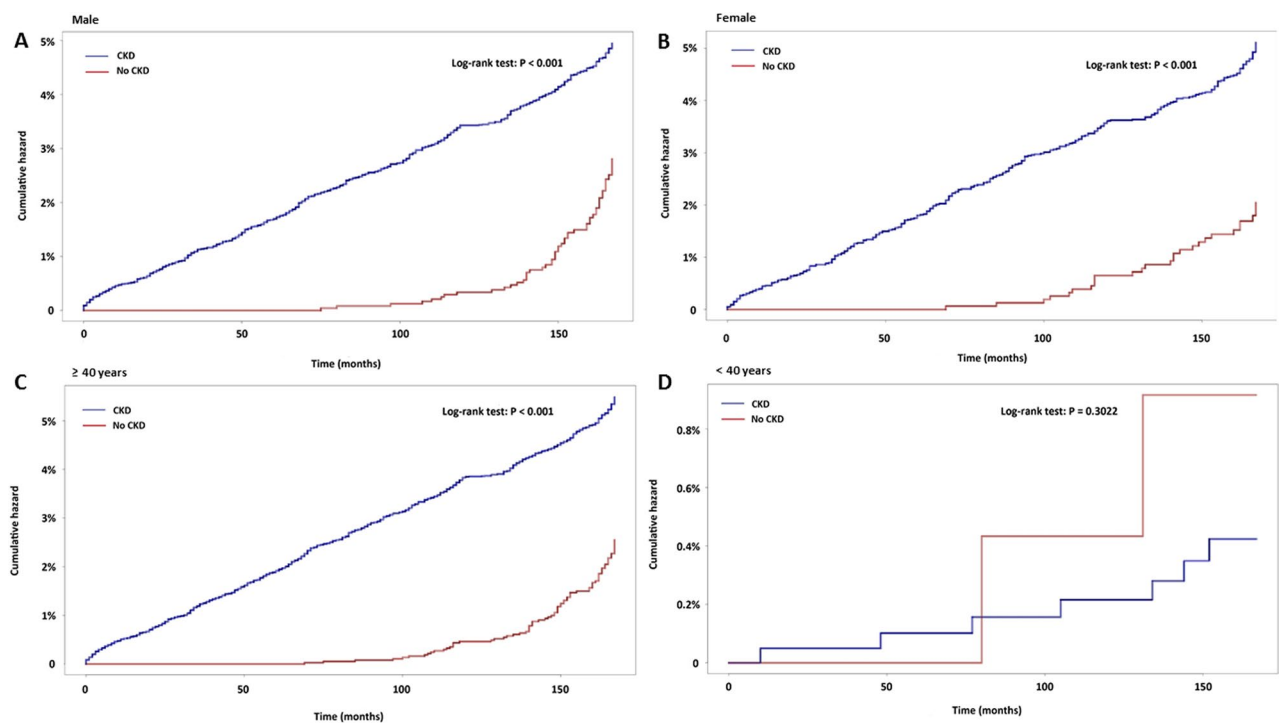 Male
A
5%
4%
3%
2%
1%
0
CKD
No CKD
Log-rank test: P < 0.001
Cumulative hazard
0
50
100
150
Time (months)
Female
B
5%
4%
3%
2%
1%
0
CKD
No CKD
Log-rank test: P < 0.001
Cumulative hazard
0
50
100
150
Time (months)
≥ 40 years
C
5%
4%
3%
2%
1%
0
CKD
No CKD
Log-rank test: P < 0.001
Cumulative hazard
0
50
100
150
Time (months)
< 40 years
D
0.8%
0.6%
0.4%
0.2%
0
CKD
No CKD
Log-rank test: P = 0.3022
Cumulative hazard
0
50
100
150
Time (months)